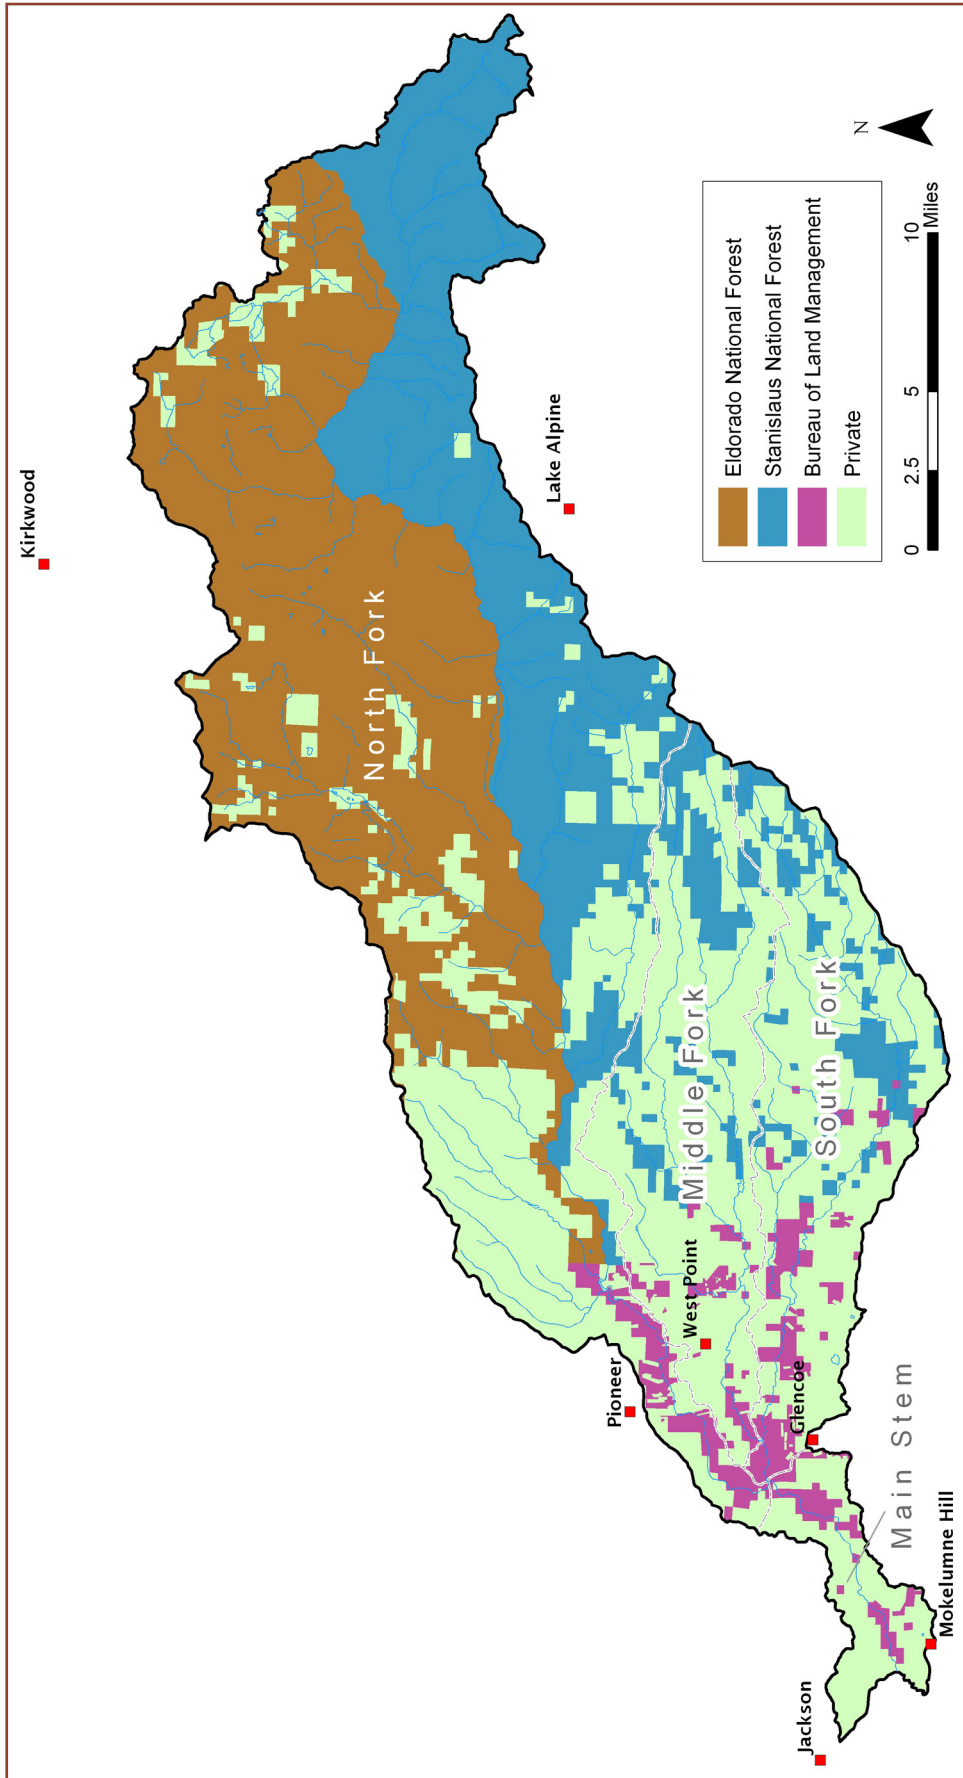 Kirkwood
Lake Alpine
North Fork
Middle Fork
South Fork
Main Stem
West Point
Pioneer
Glencoe
Mokelumne Hill
Jackson
N
Eldorado National Forest
Stanislaus National Forest
Bureau of Land Management
Private
0 2.5 5 10
Miles